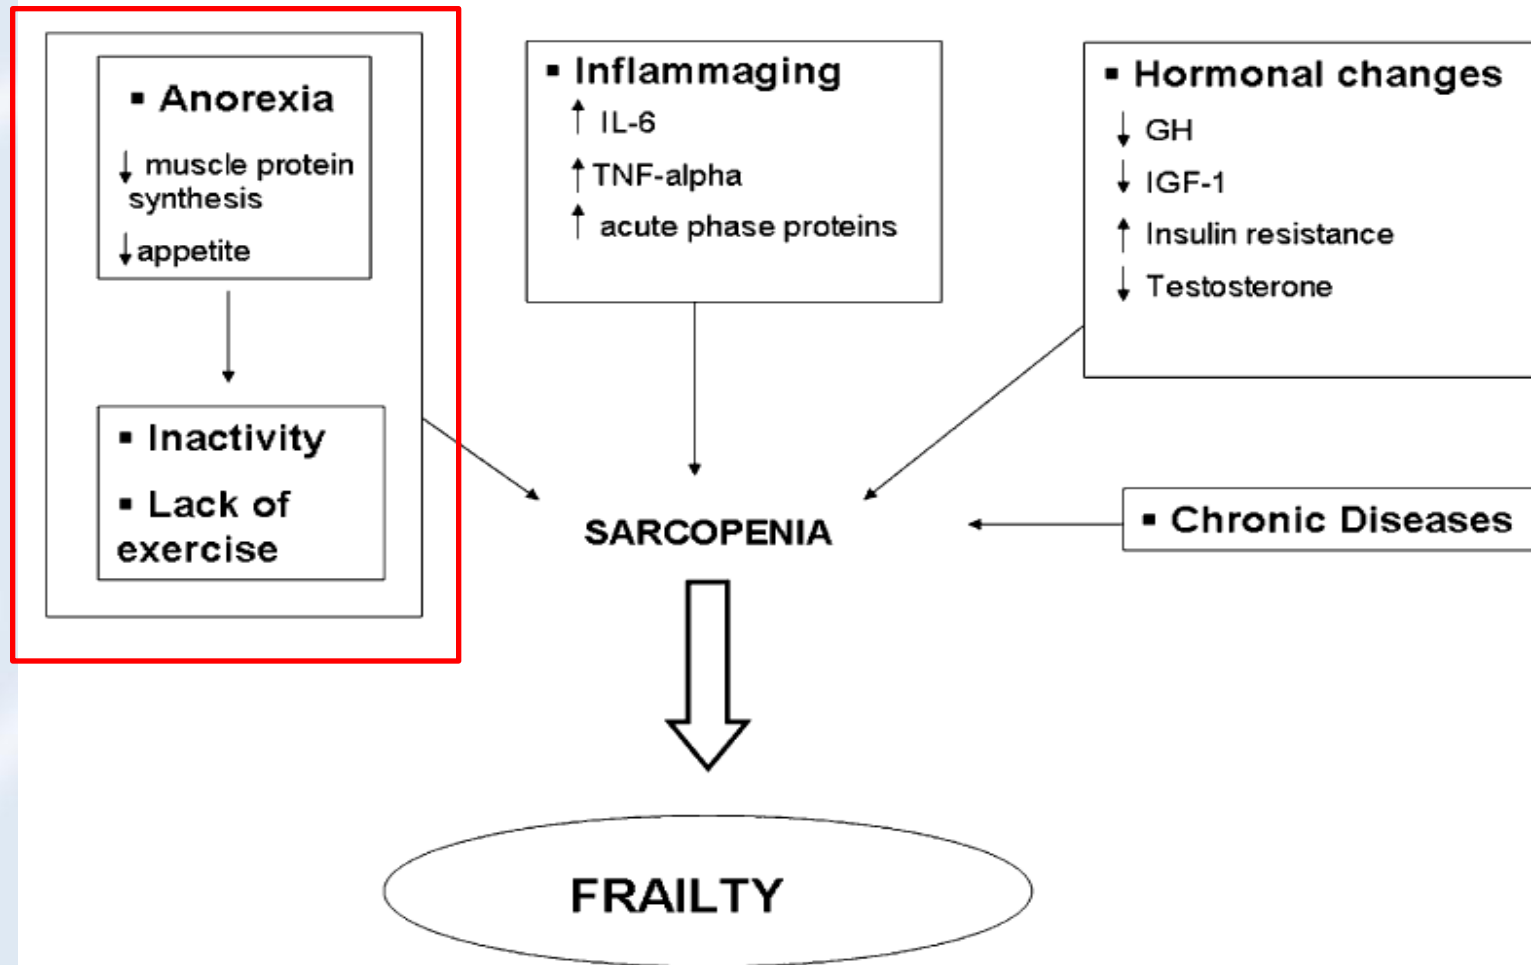 ▪ Anorexia
↓ muscle protein
synthesis
↓ appetite
▪ Inactivity
▪ Lack of
exercise
▪ Inflammaging
↑ IL-6
↑ TNF-alpha
↑ acute phase proteins
▪ Hormonal changes
↓ GH
↓ IGF-1
↑ Insulin resistance
↓ Testosterone
▪ Chronic Diseases
SARCOPENIA
FRAILTY